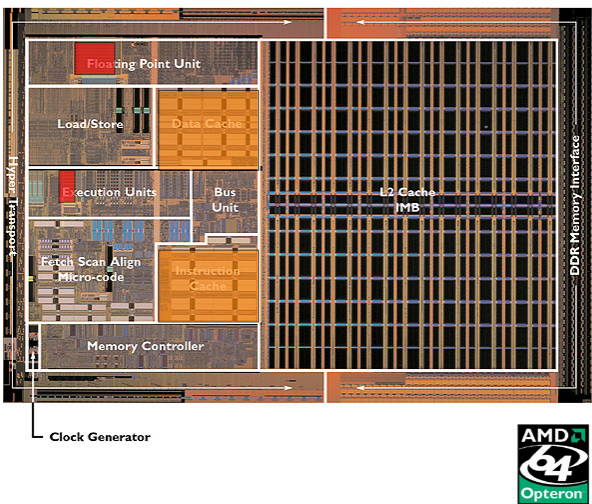 Floating Point Unit
Load/Store
Data Cache
Hyper Transport
Execution Units
Bus
Unit
L2 Cache
IMB
DDR Memory Interface
Fetch Scan Align
Micro-code
Instruction
Cache
Memory Controller
Clock Generator
AMD
64
Opteron